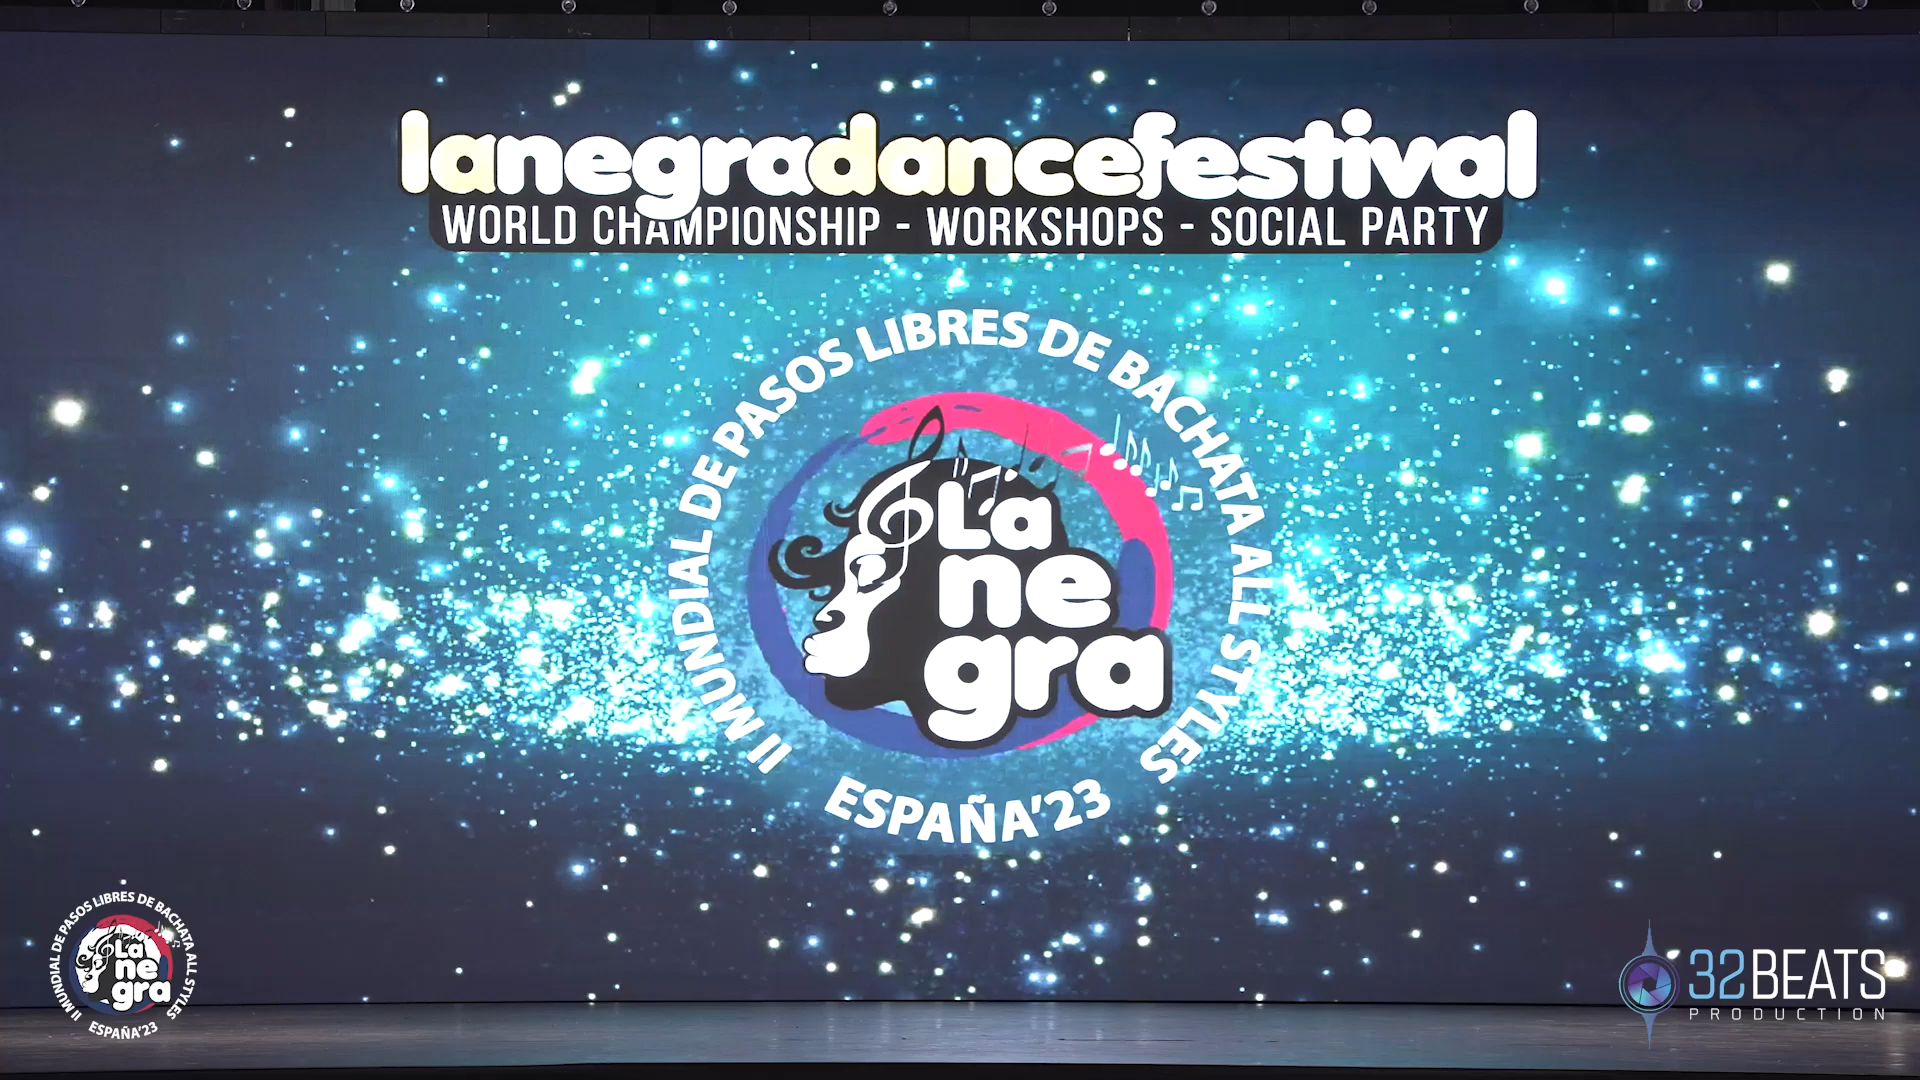 lanegradancefestival
WORLD CHAMPIONSHIP - WORKSHOPS - SOCIAL PARTY
II MUNDIAL DE PASOS LIBRES DE BACHATA ALL STYLES
La
ne
gra
ESPAÑA'23
II MUNDIAL DE PASOS LIBRES DE BACHATA ALL STYLES
La
ne
gra
ESPAÑA'23
32BEATS
PRODUCTION